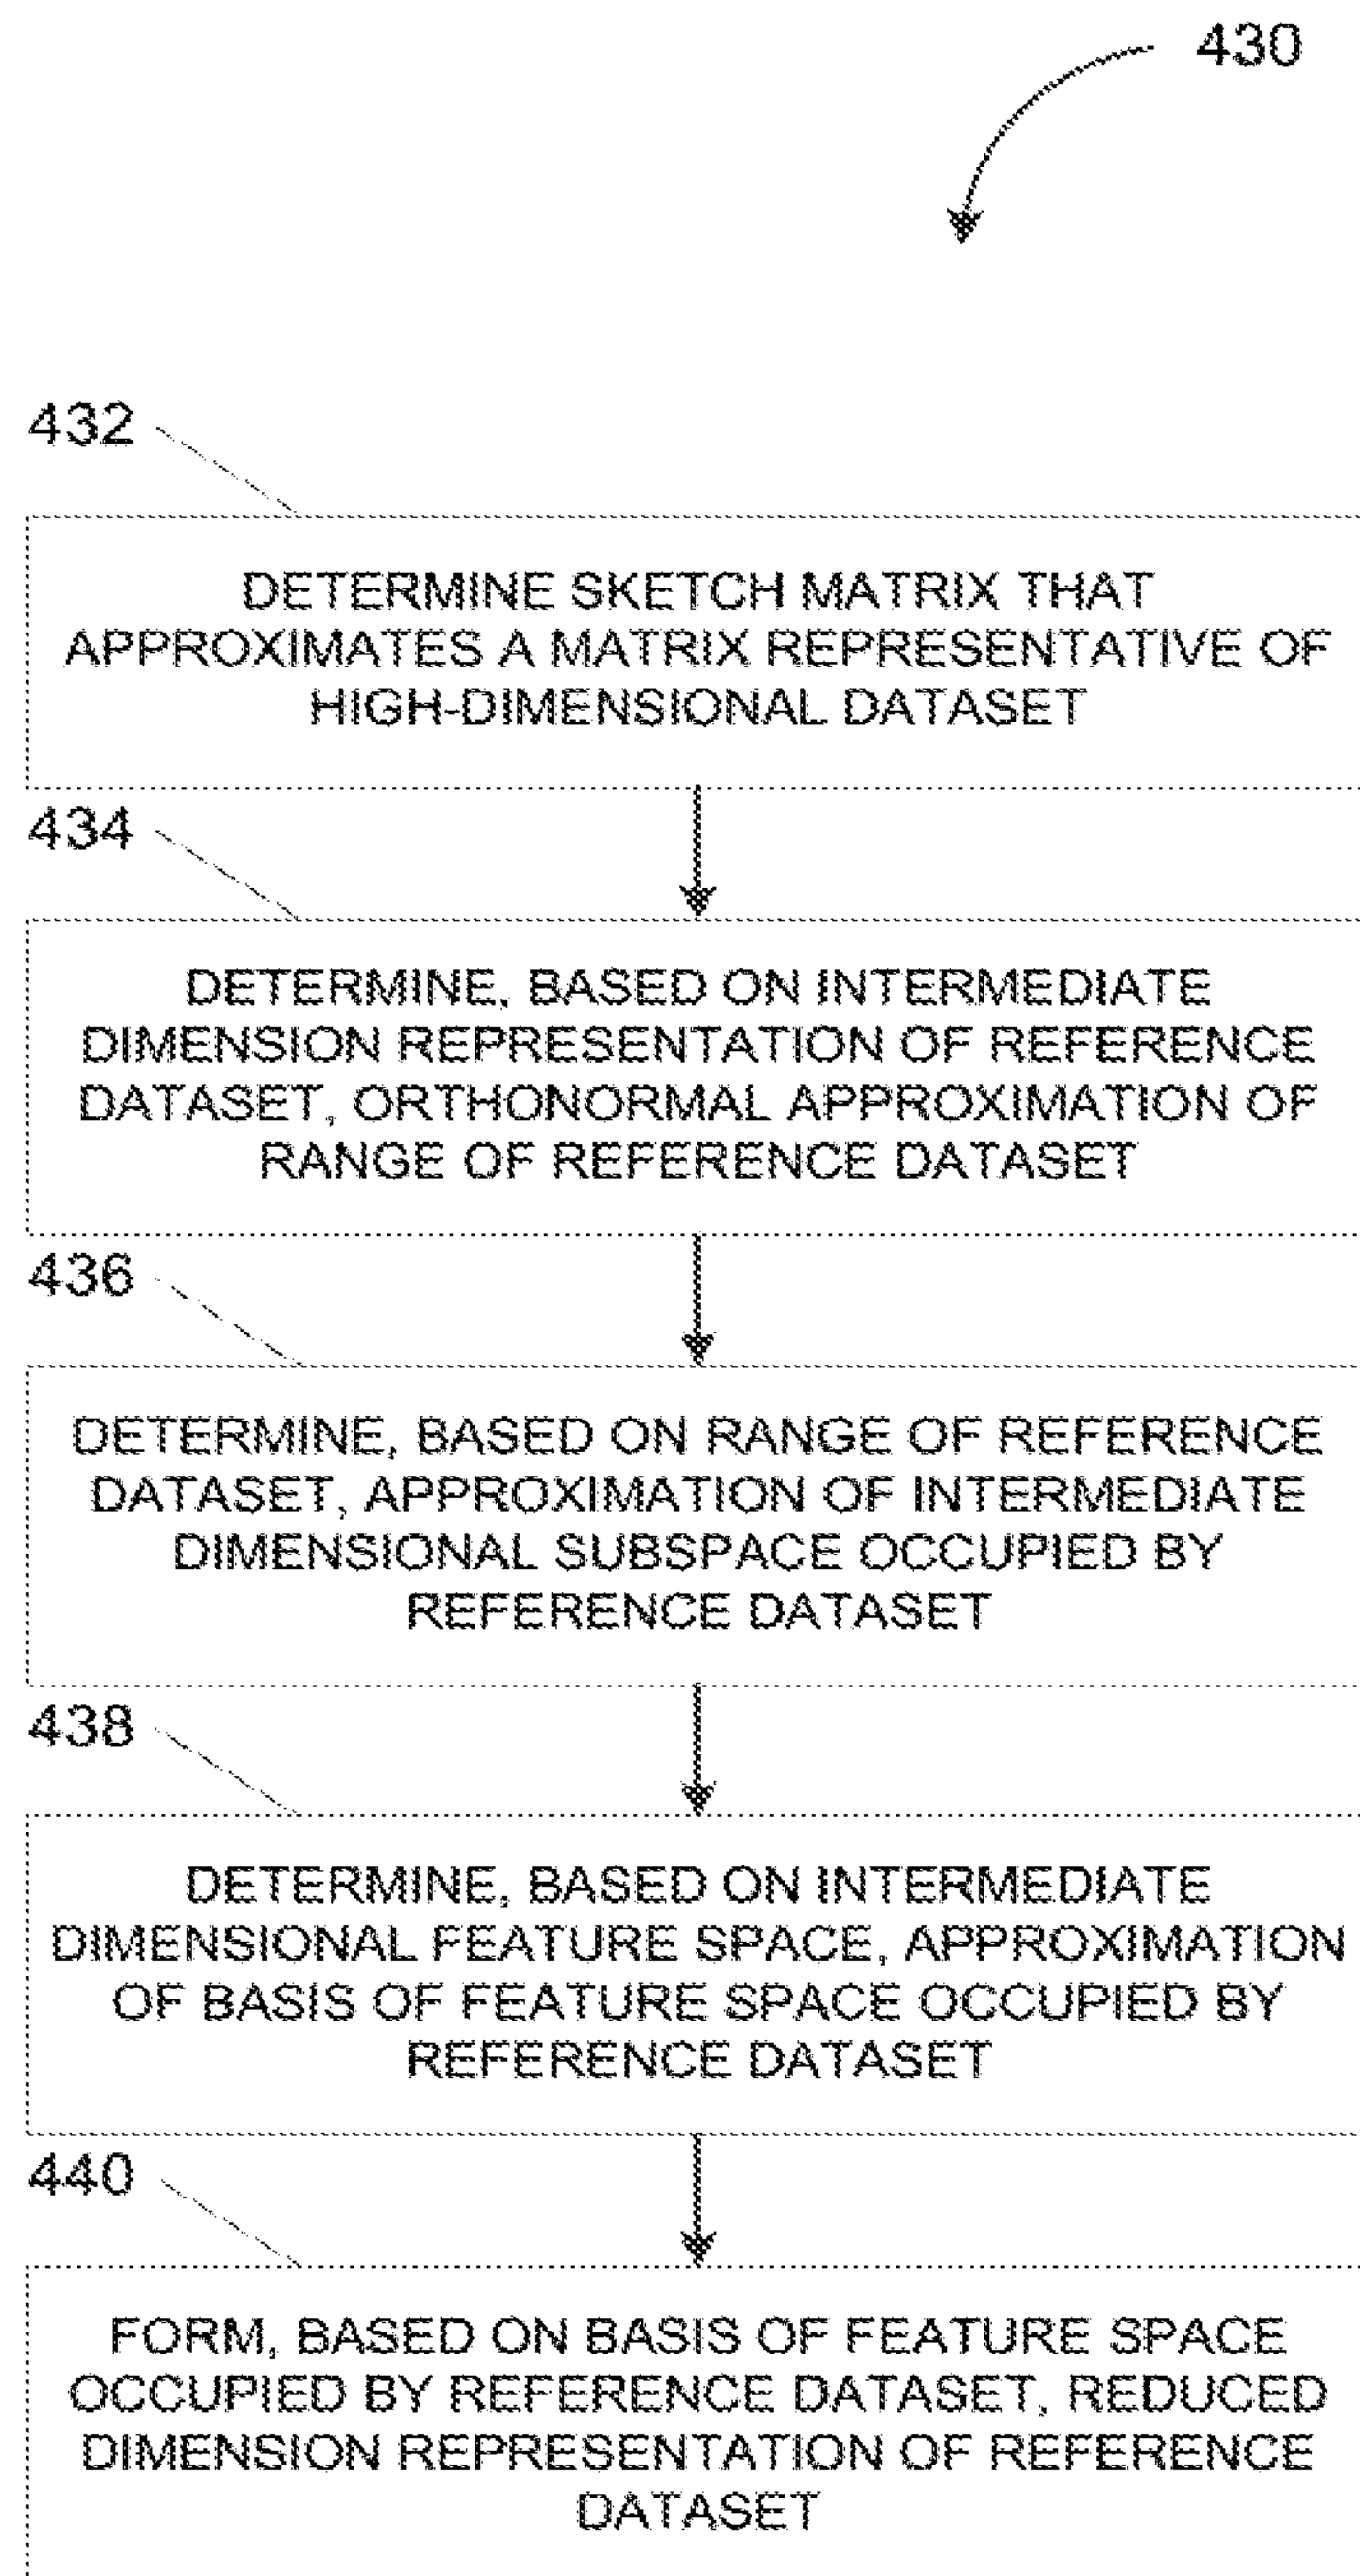 430
432
DETERMINE SKETCH MATRIX THAT
APPROXIMATES A MATRIX REPRESENTATIVE OF
HIGH-DIMENSIONAL DATASET
434
DETERMINE, BASED ON INTERMEDIATE
DIMENSION REPRESENTATION OF REFERENCE
DATASET, ORTHONORMAL APPROXIMATION OF
RANGE OF REFERENCE DATASET
436
DETERMINE, BASED ON RANGE OF REFERENCE
DATASET, APPROXIMATION OF INTERMEDIATE
DIMENSIONAL SUBSPACE OCCUPIED BY
REFERENCE DATASET
438
DETERMINE, BASED ON INTERMEDIATE
DIMENSIONAL FEATURE SPACE, APPROXIMATION
OF BASIS OF FEATURE SPACE OCCUPIED BY
REFERENCE DATASET
440
FORM, BASED ON BASIS OF FEATURE SPACE
OCCUPIED BY REFERENCE DATASET, REDUCED
DIMENSION REPRESENTATION OF REFERENCE
DATASET